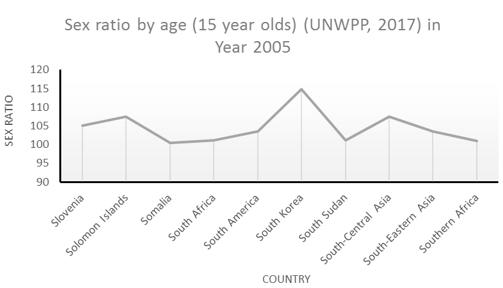 Sex ratio by age (15 year olds) (UNWPP, 2017) in
Year 2005
120
115
110
105
100
95
90
SEX RATIO
Slovenia
Solomon Islands
Somalia
South Africa
South America
South Korea
South Sudan
South-Central Asia
South-Eastern Asia
Southern Africa
COUNTRY